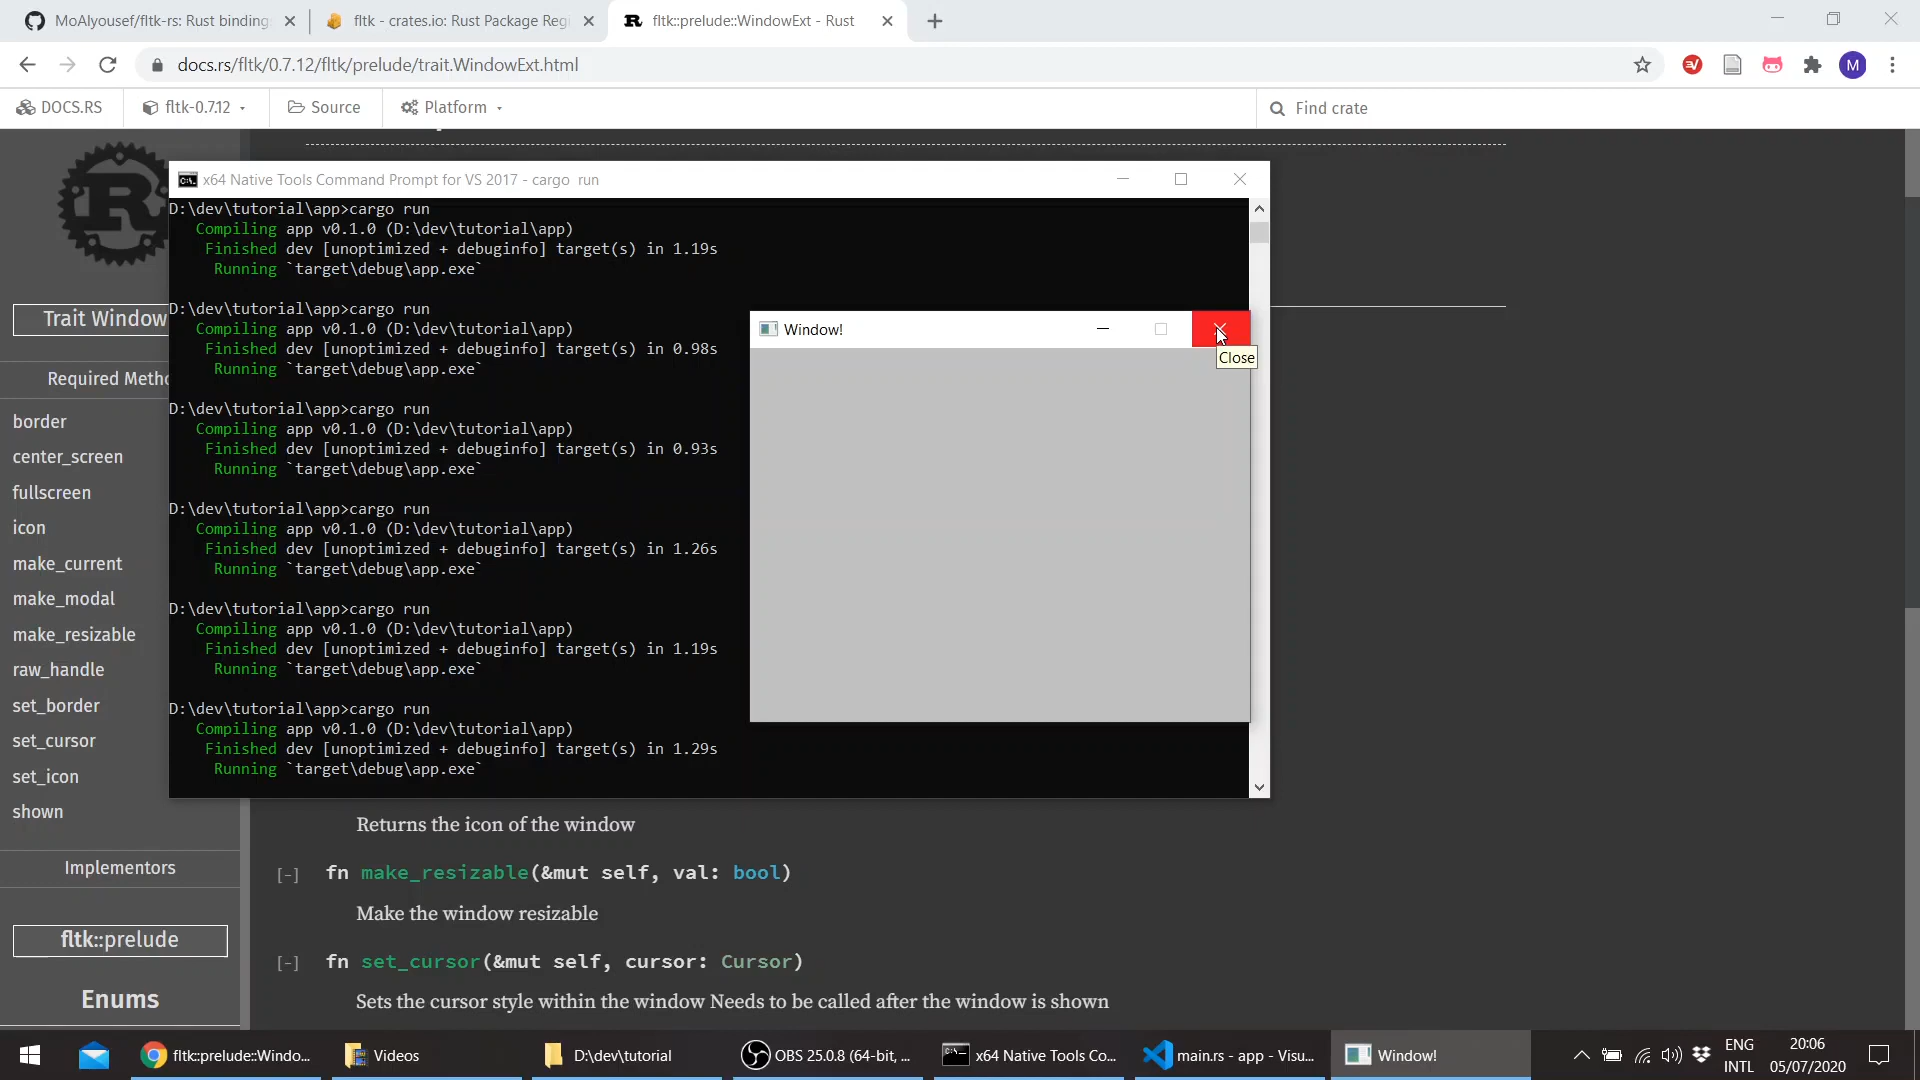 MoAlyousef/fltk-rs: Rust bindings
fltk - crates.io: Rust Package Regi
fltk::prelude::WindowExt - Rust
docs.rs/fltk/0.7.12/fltk/prelude/trait.WindowExt.html
M
DOCS.RS
fltk-0.7.12
Source
Platform
Find crate
x64 Native Tools Command Prompt for VS 2017 - cargo  run
D:\dev\tutorial\app>cargo run
Compiling app v0.1.0 (D:\dev\tutorial\app)
Finished dev [unoptimized + debuginfo] target(s) in 1.19s
Running `target\debug\app.exe`
D:\dev\tutorial\app>cargo run
Compiling app v0.1.0 (D:\dev\tutorial\app)
Finished dev [unoptimized + debuginfo] target(s) in 0.98s
Running `target\debug\app.exe`
D:\dev\tutorial\app>cargo run
Compiling app v0.1.0 (D:\dev\tutorial\app)
Finished dev [unoptimized + debuginfo] target(s) in 0.93s
Running `target\debug\app.exe`
D:\dev\tutorial\app>cargo run
Compiling app v0.1.0 (D:\dev\tutorial\app)
Finished dev [unoptimized + debuginfo] target(s) in 1.26s
Running `target\debug\app.exe`
D:\dev\tutorial\app>cargo run
Compiling app v0.1.0 (D:\dev\tutorial\app)
Finished dev [unoptimized + debuginfo] target(s) in 1.19s
Running `target\debug\app.exe`
D:\dev\tutorial\app>cargo run
Compiling app v0.1.0 (D:\dev\tutorial\app)
Finished dev [unoptimized + debuginfo] target(s) in 1.29s
Running `target\debug\app.exe`
Window!
Close
Trait Window
Required Metho
border
center_screen
fullscreen
icon
make_current
make_modal
make_resizable
raw_handle
set_border
set_cursor
set_icon
shown
Implementors
fltk::prelude
Enums
Returns the icon of the window
[-] fn make_resizable(&mut self, val: bool)
Make the window resizable
[-] fn set_cursor(&mut self, cursor: Cursor)
Sets the cursor style within the window Needs to be called after the window is shown
fltk::prelude::Windo...
Videos
D:\dev\tutorial
OBS 25.0.8 (64-bit, ...
x64 Native Tools Co...
main.rs - app - Visu...
Window!
ENG
INTL
20:06
05/07/2020